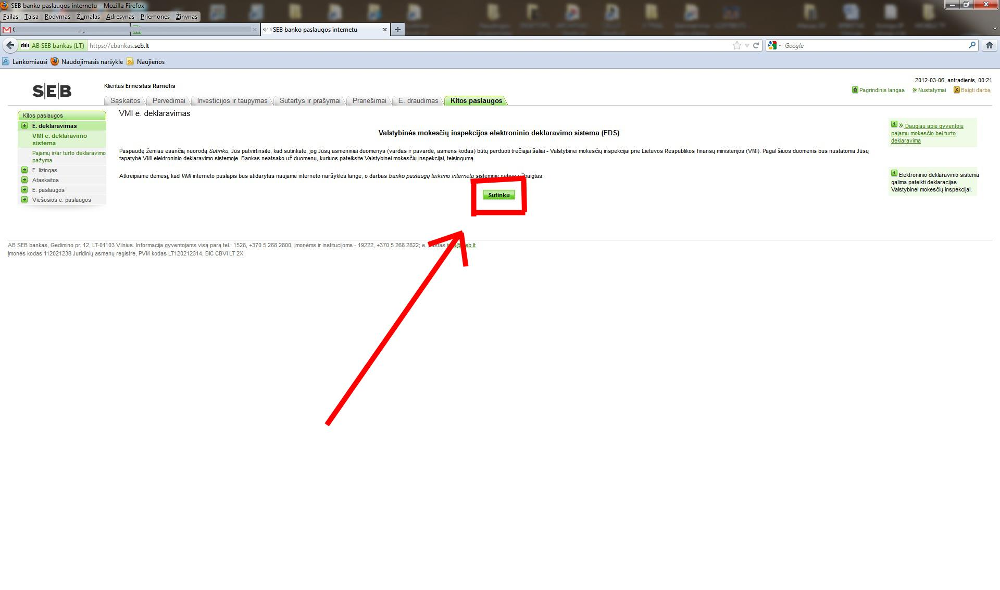 SEB banko paslaugos internetu – Mozilla Firefox
Failas Taisa Rodymas Žurnalas Adresynas Priemonės Žinynas
SEB banko paslaugos internetu
AB SEB bankas (LT) https://ebankas.seb.lt
Google
Lankomiausi Naudojimasis naršykle Naujienos
SEB
Klientas Ernestas Ramelis
2012-03-06, antradienis, 00:21
Pagrindinis langas Nustatymai Baigti darbą
Sąskaitos Pervedimai Investicijos ir taupymas Sutartys ir prašymai Pranešimai E. draudimas Kitos paslaugos
Kitos paslaugos
E. deklaravimas
VMI e. deklaravimo
sistema
Pajamų ir/ar turto deklaravimo
pažyma
E. lizingas
Ataskaitos
E. paslaugos
Viešosios e. paslaugos
VMI e. deklaravimas
Valstybinės mokesčių inspekcijos elektroninio deklaravimo sistema (EDS)
Paspaudę žemiau esančią nuorodą Sutinku, Jūs patvirtinsite, kad sutinkate, jog Jūsų asmeniniai duomenys (vardas ir pavardė, asmens kodas) būtų perduoti trečiajai šaliai - Valstybinei mokesčių inspekcijai prie Lietuvos Respublikos finansų ministerijos (VMI). Pagal šiuos duomenis bus nustatoma Jūsų
tapatybė VMI elektroninio deklaravimo sistemoje. Bankas neatsako už duomenų, kuriuos pateiksite Valstybinei mokesčių inspekcijai, teisingumą.
Atkreipiame dėmesį, kad VMI interneto puslapis bus atidarytas naujame interneto naršyklės lange, o darbas banko paslaugų teikimo internetu sistemoje nebus užbaigtas.
Sutinku
Daugiau apie gyventojų
pajamų mokesčio bei turto
deklaravimą
Elektroninio deklaravimo sistema
galima pateikti deklaracijas
Valstybinei mokesčių inspekcijai.
AB SEB bankas, Gedimino pr. 12, LT-01103 Vilnius. Informacija gyventojams visą parą tel.: 1528, +370 5 268 2800, įmonėms ir institucijoms - 19222, +370 5 268 2822; e. paštas info@seb.lt
Įmonės kodas 112021238 Juridinių asmenų registre, PVM kodas LT120212314, BIC CBVI LT 2X